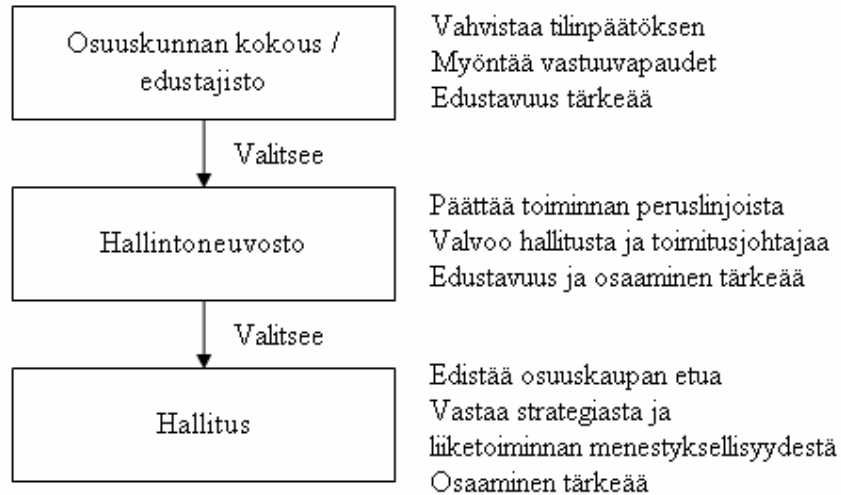 Osuuskunnan kokous /
edustajisto
Vahvistaa tilinpäätöksen
Myöntää vastuuvapaudet
Edustavuus tärkeää
Valitsee
Hallintoneuvosto
Päättää toiminnan peruslinjoista
Valvoo hallitusta ja toimitusjohtajaa
Edustavuus ja osaaminen tärkeää
Valitsee
Hallitus
Edistää osuuskaupan etua
Vastaa strategiasta ja
liiketoiminnan menestyksellisyydestä
Osaaminen tärkeää